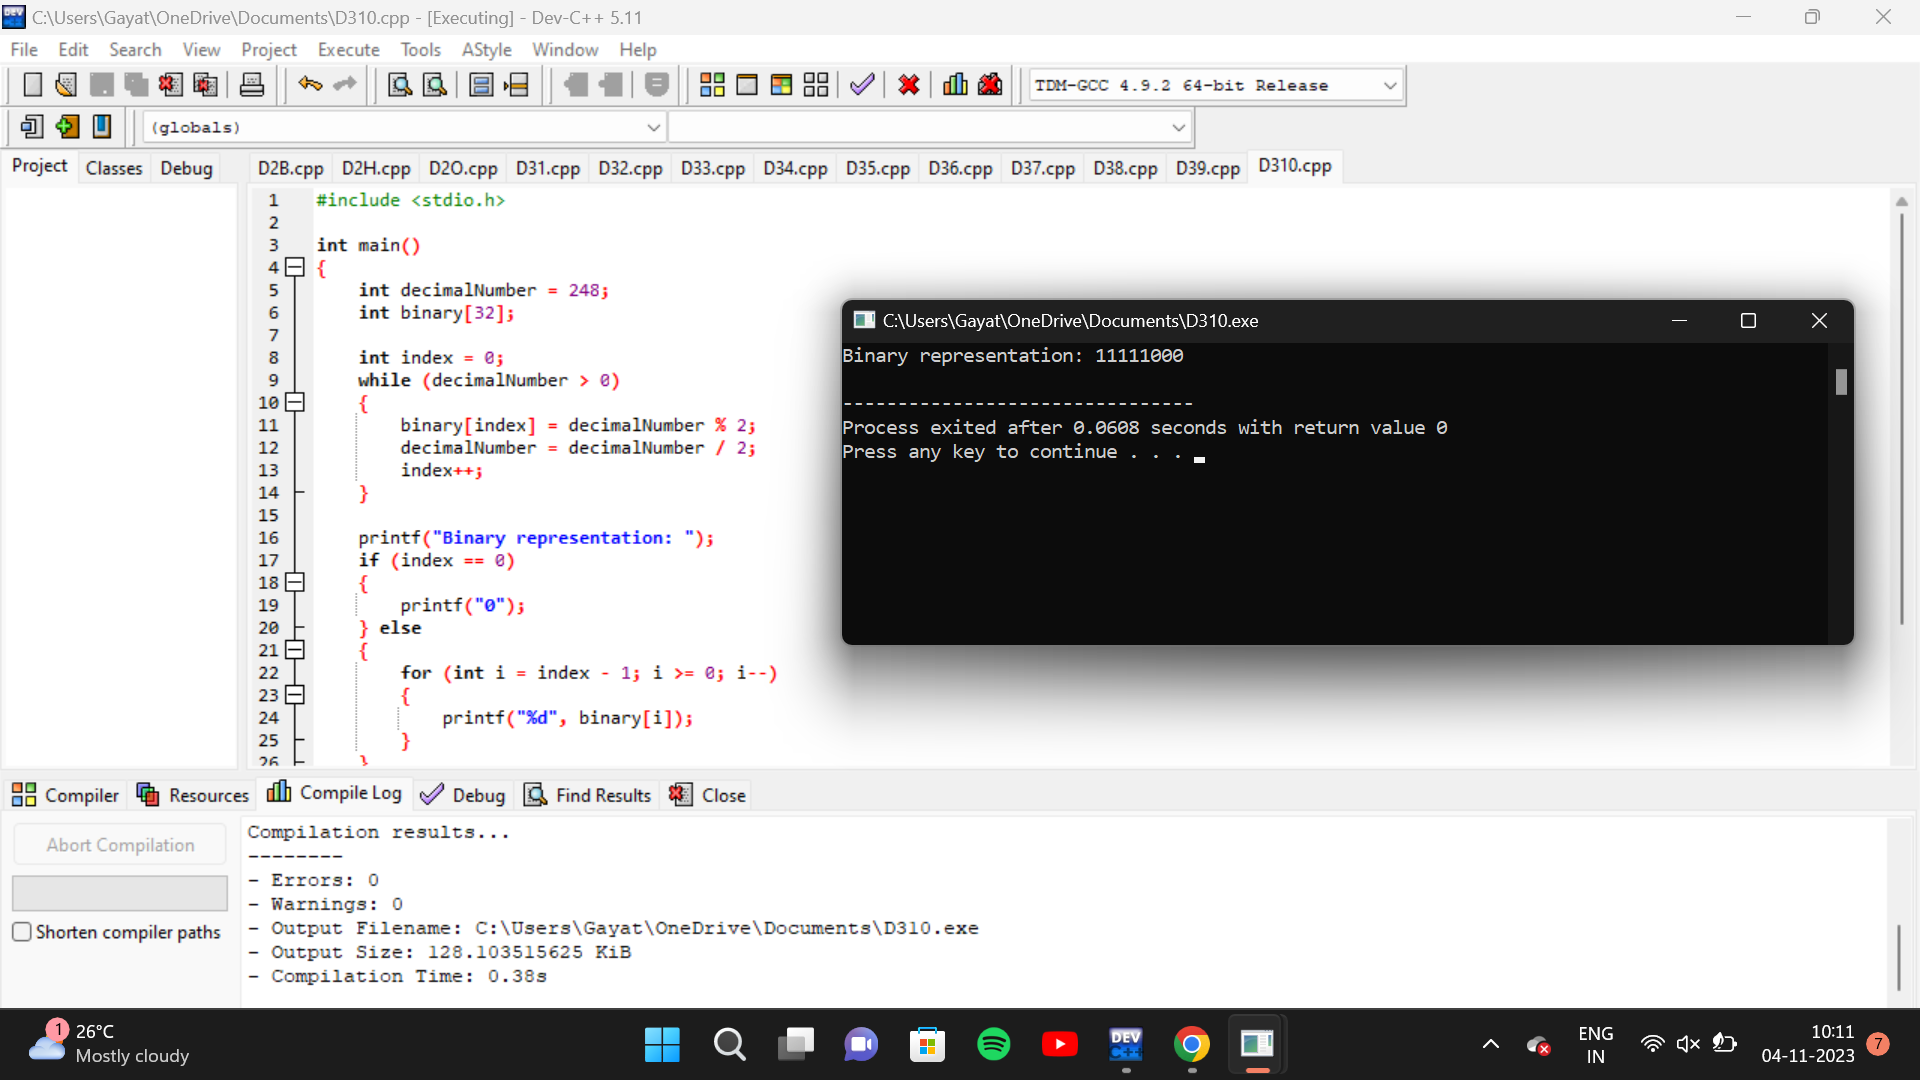 C:\Users\Gayat\OneDrive\Documents\D310.cpp - [Executing] - Dev-C++ 5.11
File Edit Search View Project Execute Tools AStyle Window Help
TDM-GCC 4.9.2 64-bit Release
(globals)
Project Classes Debug
D2B.cpp D2H.cpp D2O.cpp D31.cpp D32.cpp D33.cpp D34.cpp D35.cpp D36.cpp D37.cpp D38.cpp D39.cpp D310.cpp
1 #include <stdio.h>
2
3 int main()
4 {
5 int decimalNumber = 248;
6 int binary[32];
7
8 int index = 0;
9 while (decimalNumber > 0)
10 {
11 binary[index] = decimalNumber % 2;
12 decimalNumber = decimalNumber / 2;
13 index++;
14 }
15
16 printf("Binary representation: ");
17 if (index == 0)
18 {
19 printf("0");
20 } else
21 {
22 for (int i = index - 1; i >= 0; i--)
23 {
24 printf("%d", binary[i]);
25 }
26 }
C:\Users\Gayat\OneDrive\Documents\D310.exe
Binary representation: 11111000
--------------------------------
Process exited after 0.0608 seconds with return value 0
Press any key to continue . . .
Compiler Resources Compile Log Debug Find Results Close
Abort Compilation
Shorten compiler paths
Compilation results...
--------
- Errors: 0
- Warnings: 0
- Output Filename: C:\Users\Gayat\OneDrive\Documents\D310.exe
- Output Size: 128.103515625 KiB
- Compilation Time: 0.38s
1
26°C
Mostly cloudy
DEV
C++
ENG
IN
10:11
04-11-2023
7